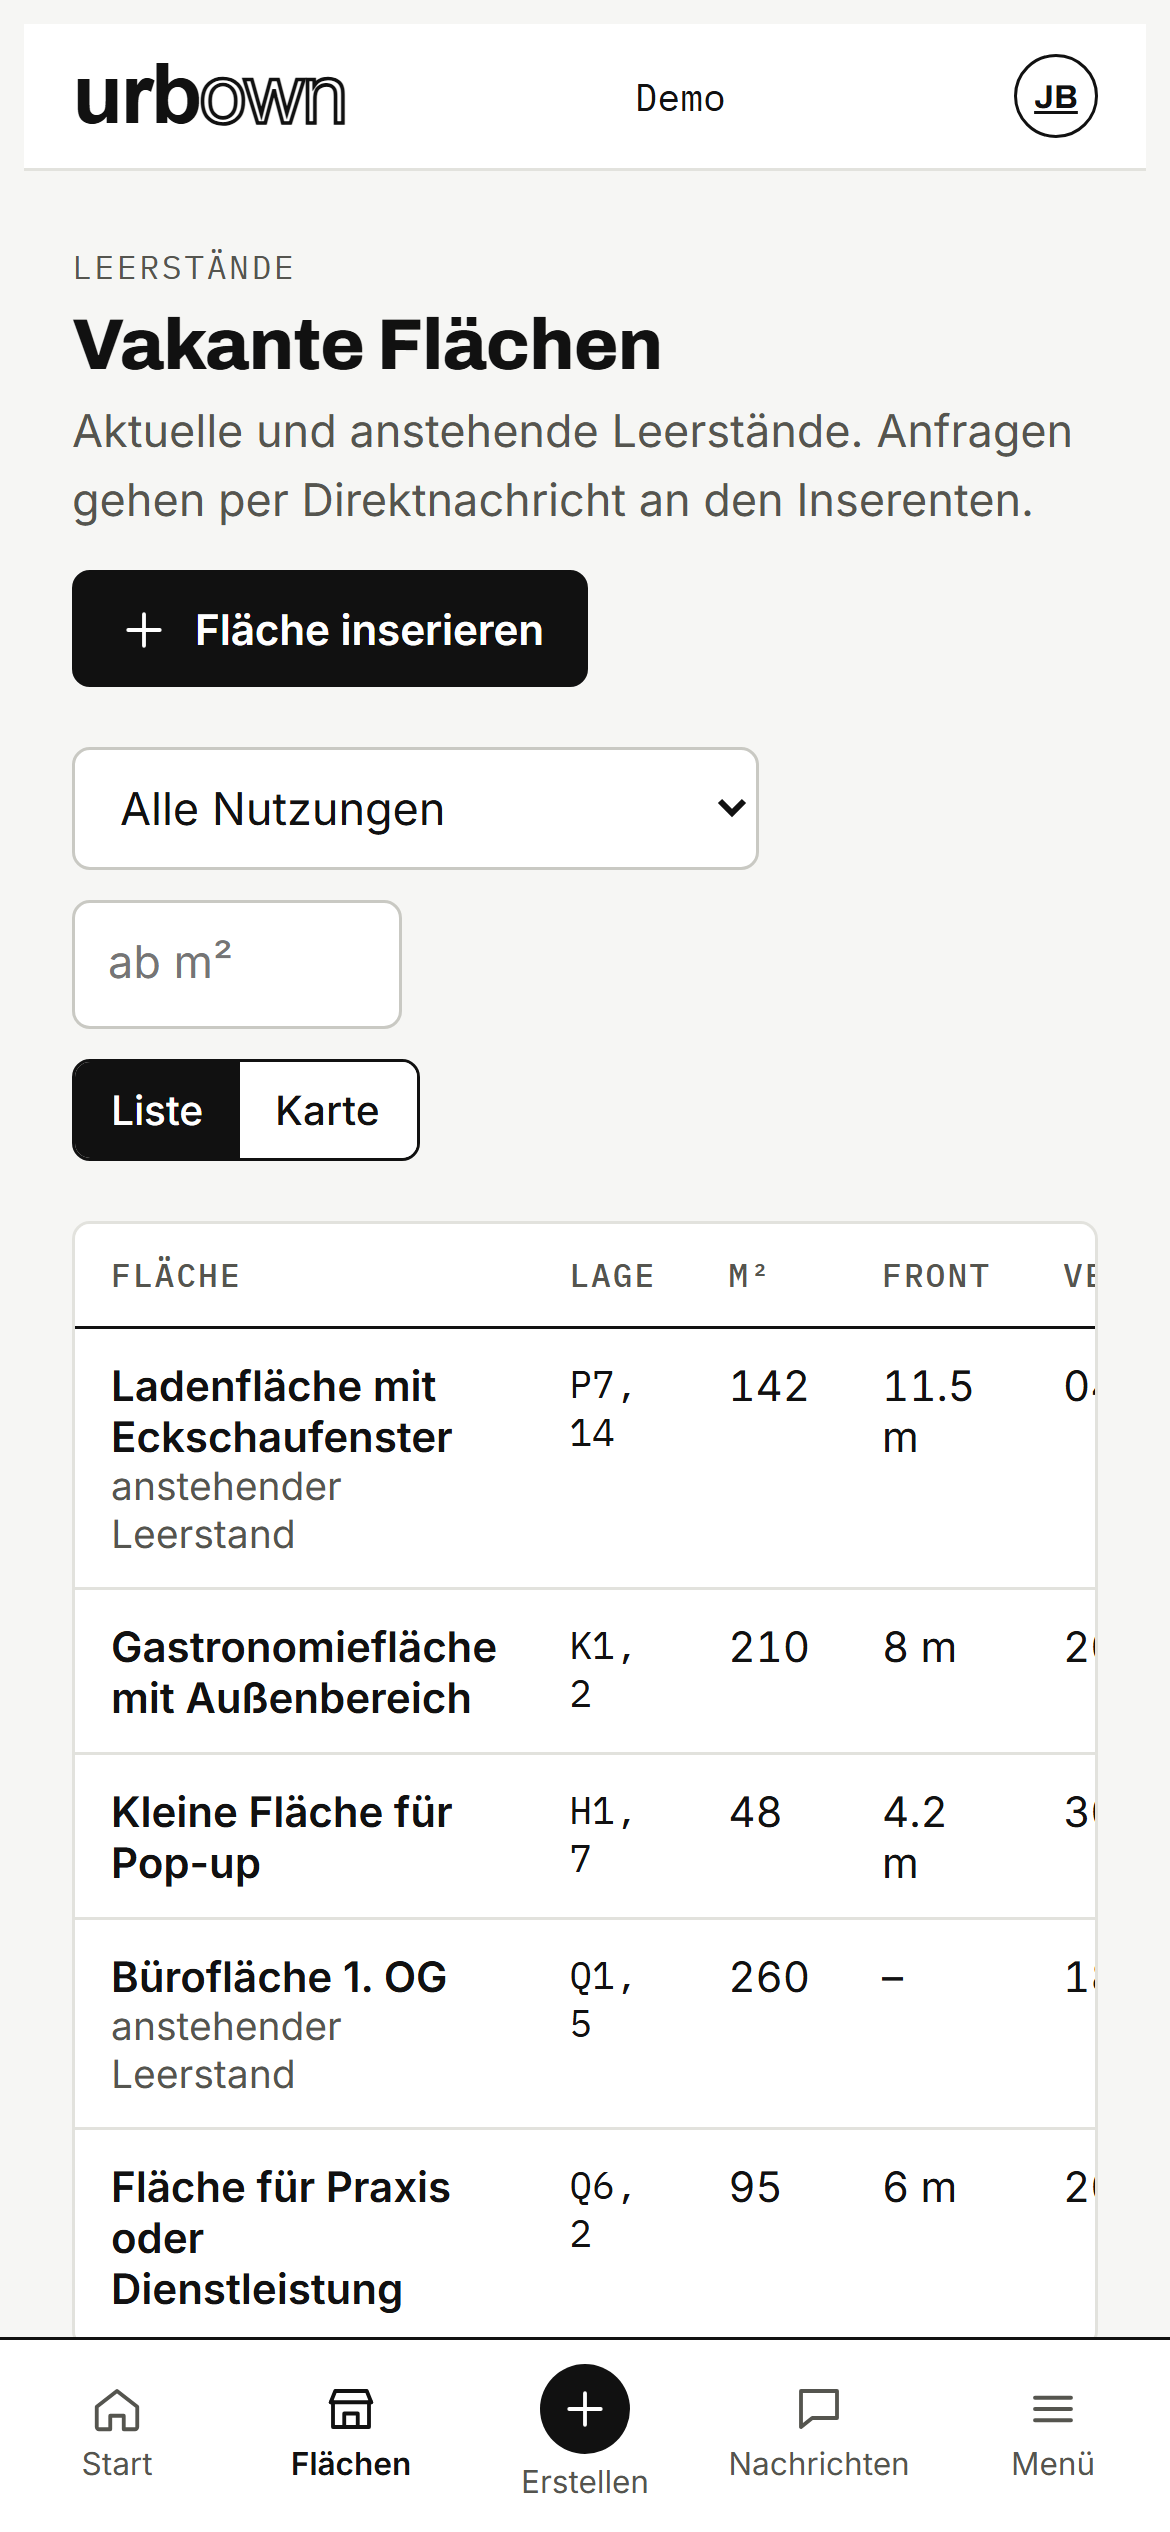 urbown
Demo
JB
LEERSTÄNDE
Vakante Flächen
Aktuelle und anstehende Leerstände. Anfragen
gehen per Direktnachricht an den Inserenten.
+ Fläche inserieren
Alle Nutzungen
ab m²
Liste Karte
FLÄCHE LAGE M² FRONT
Ladenfläche mit P7, 142 11.5
Eckschaufenster 14 m
anstehender
Leerstand
Gastronomiefläche K1, 210 8 m
mit Außenbereich 2
Kleine Fläche für H1, 48 4.2
Pop-up 7 m
Bürofläche 1. OG Q1, 260 –
anstehender 5
Leerstand
Fläche für Praxis Q6, 95 6 m
oder 2
Dienstleistung
Start
Flächen
Erstellen
Nachrichten
Menü